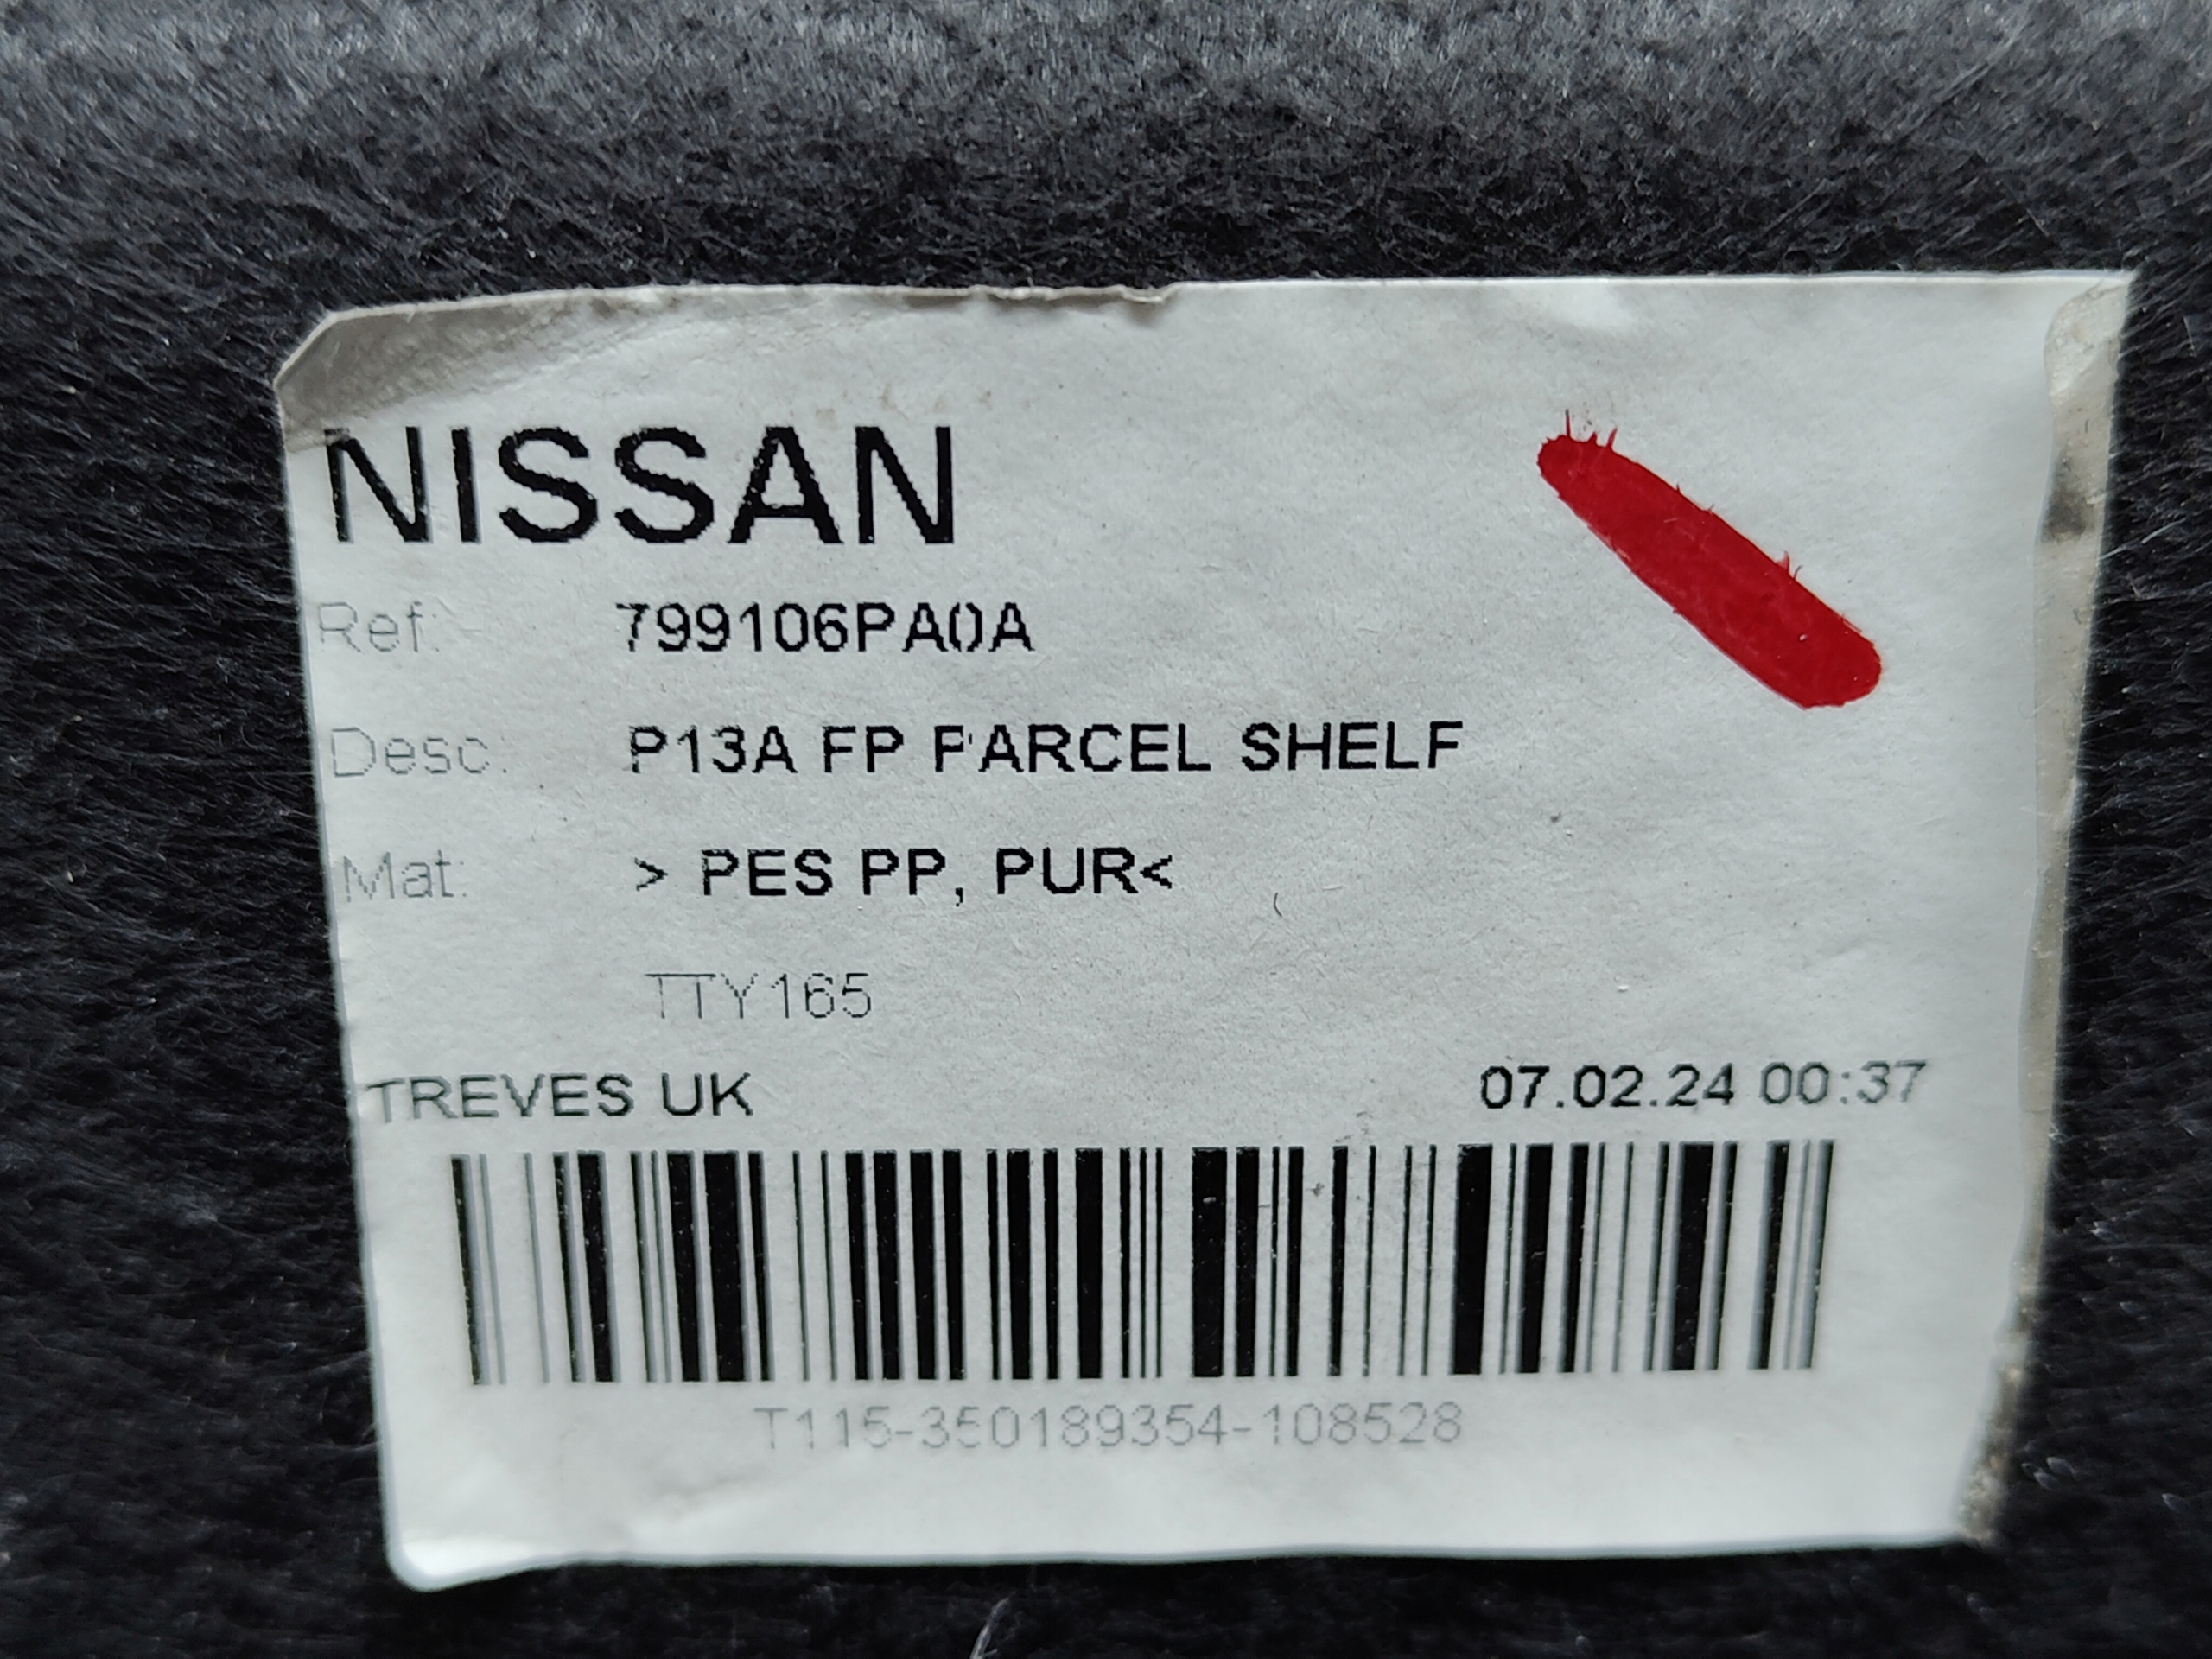 NISSAN
Ref: 799106PA0A
Desc: P13A FP PARCEL SHELF
Mat: > PES PP, PUR<
TTY165
TREVES UK 07.02.24 00:37
T115-350189354-108528